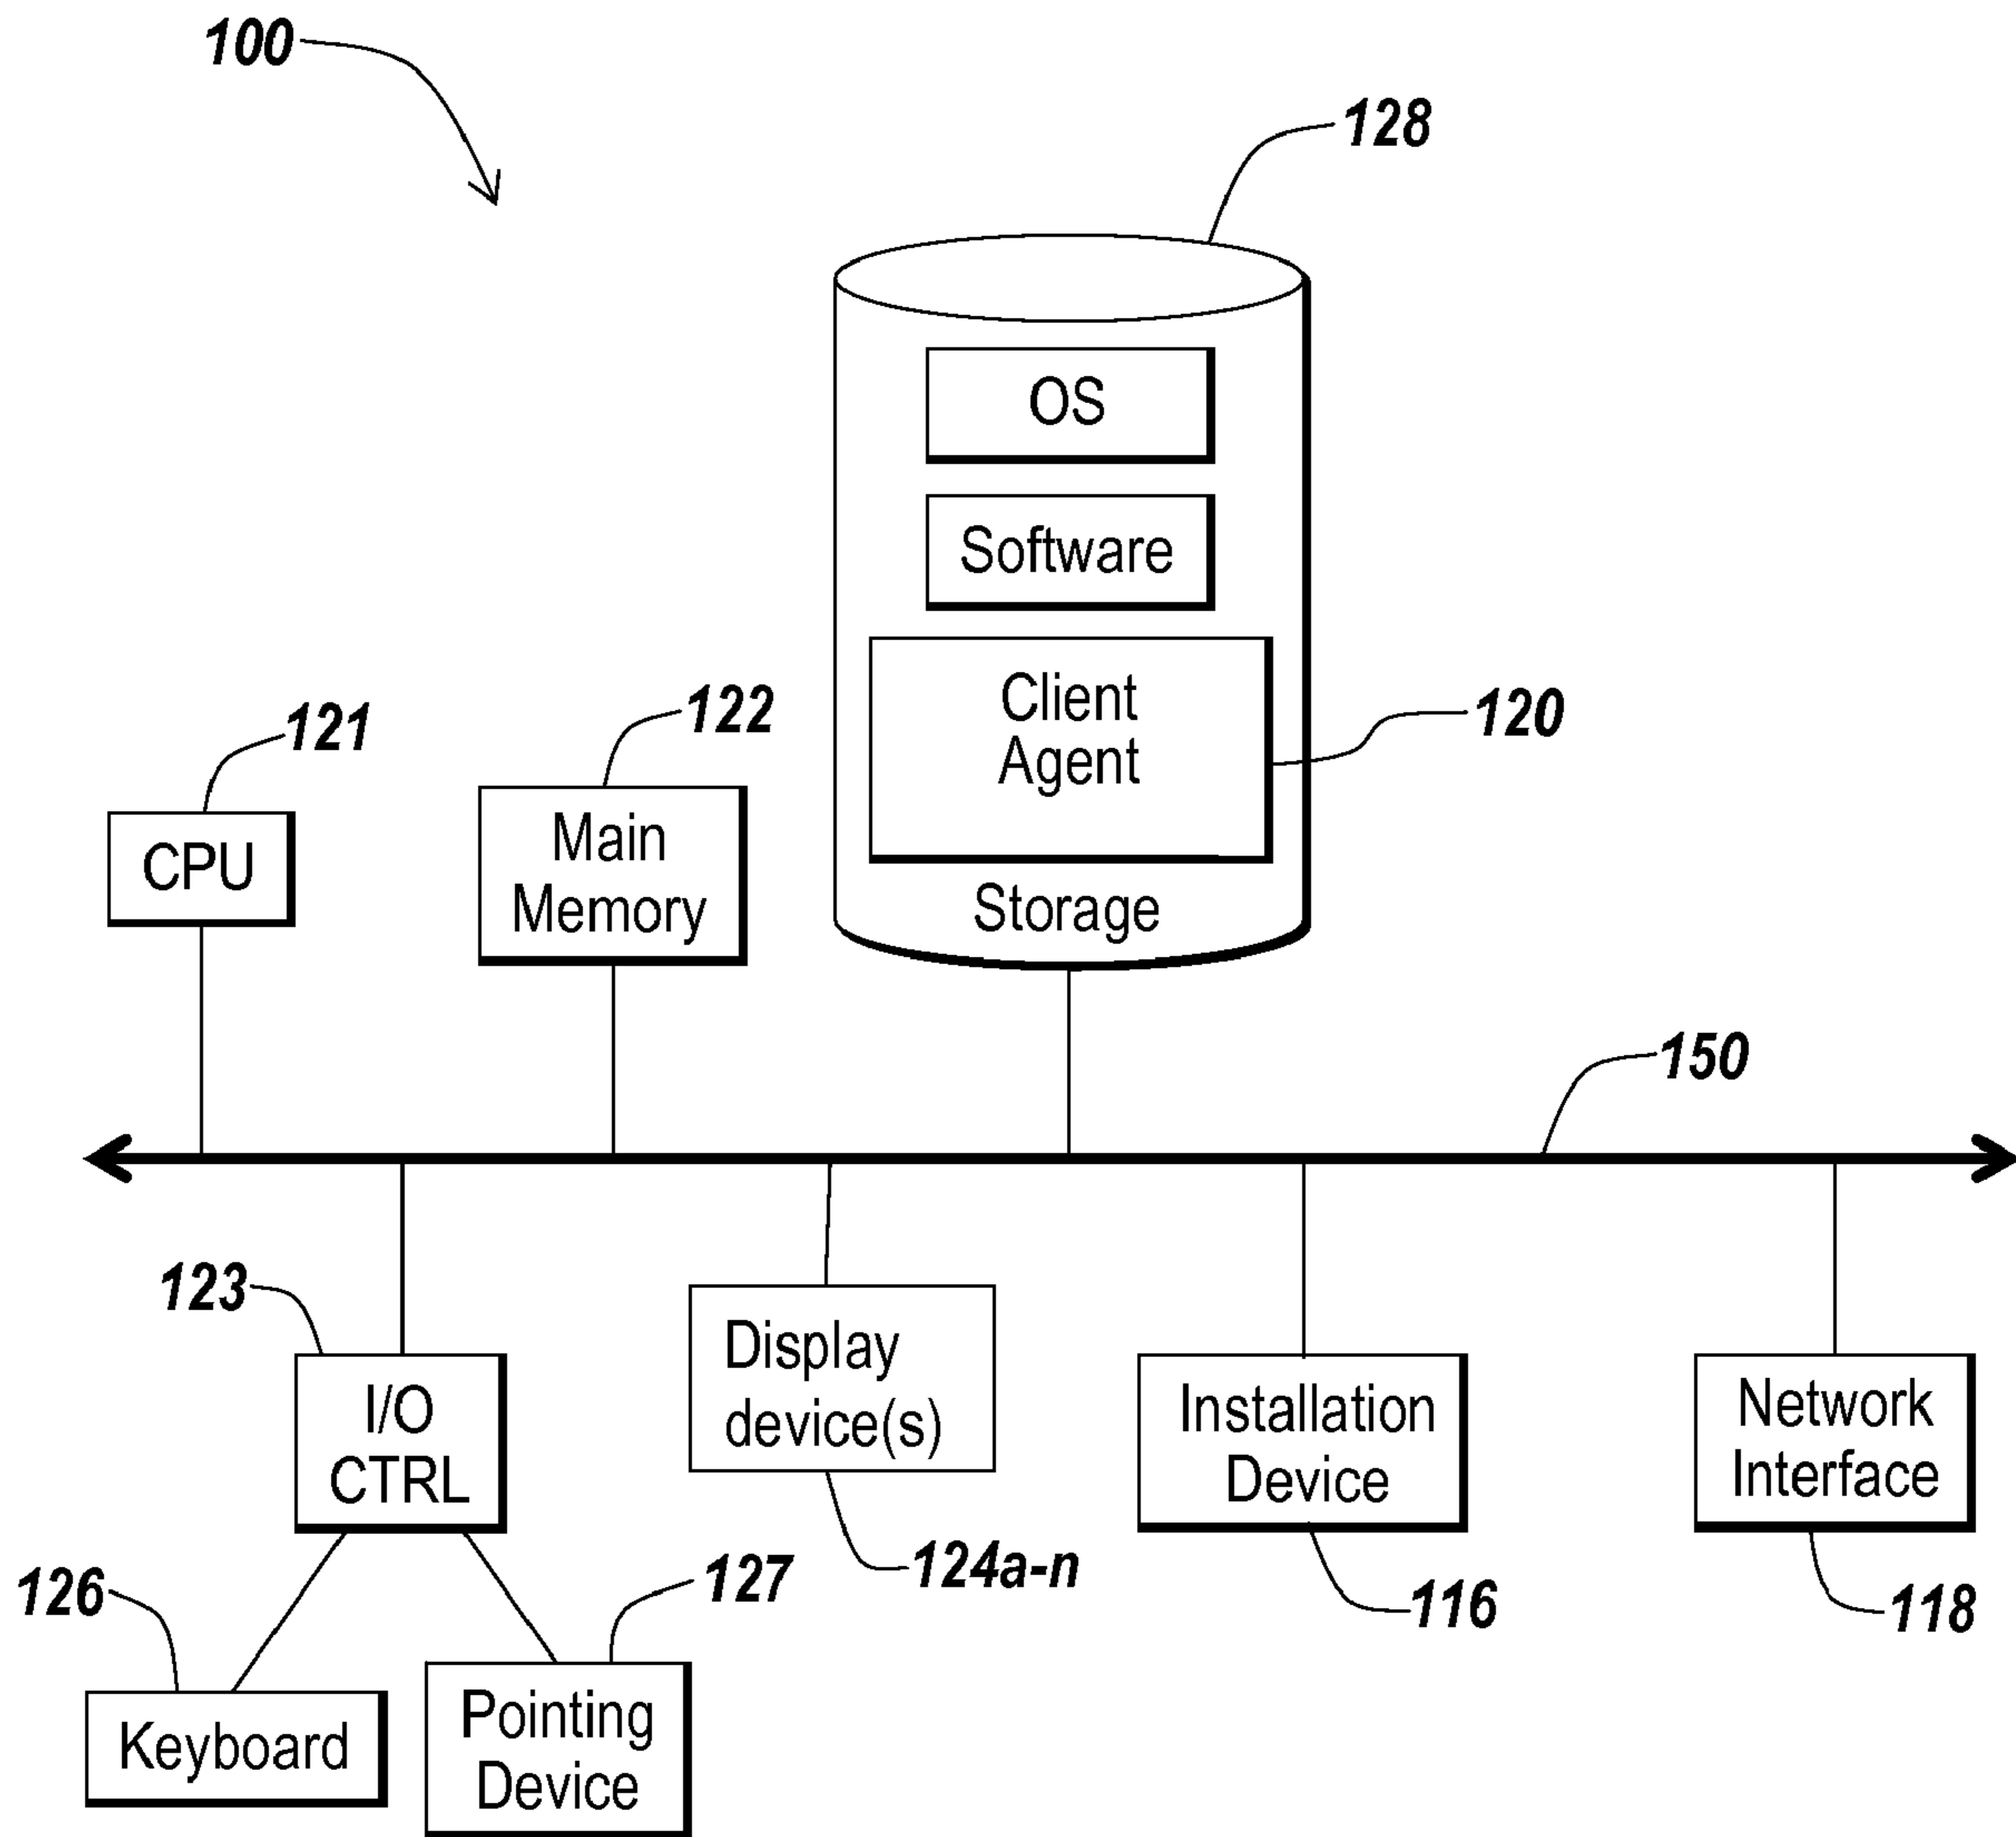 100
128
OS
Software
Client
Agent
120
Storage
121
CPU
122
Main
Memory
150
123
I/O
CTRL
Display
device(s)
124a-n
Installation
Device
116
Network
Interface
118
126
Keyboard
127
Pointing
Device